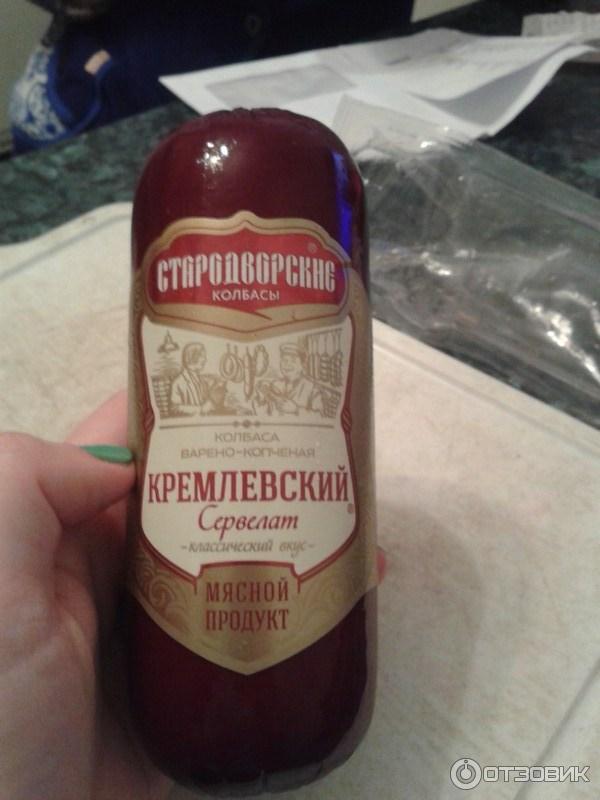 СТАРОДВОРСКИЕ ®
КОЛБАСЫ
КОЛБАСА
ВАРЕНО-КОПЧЕНАЯ
КРЕМЛЕВСКИЙ ®
Сервелат
-классический вкус-
МЯСНОЙ
ПРОДУКТ
ОТЗОВИК